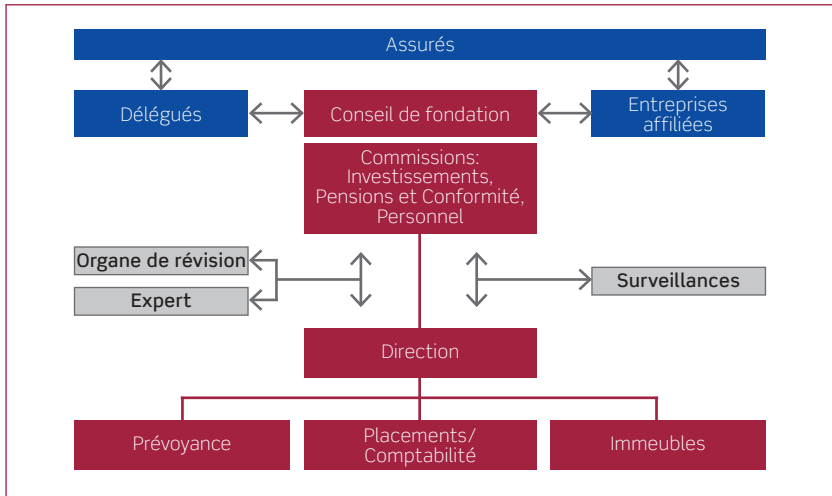 Assurés
Délégués
Conseil de fondation
Entreprises
affiliées
Commissions:
Investissements,
Pensions et Conformité,
Personnel
Organe de révision
Expert
Surveillances
Direction
Prévoyance
Placements/
Comptabilité
Immeubles